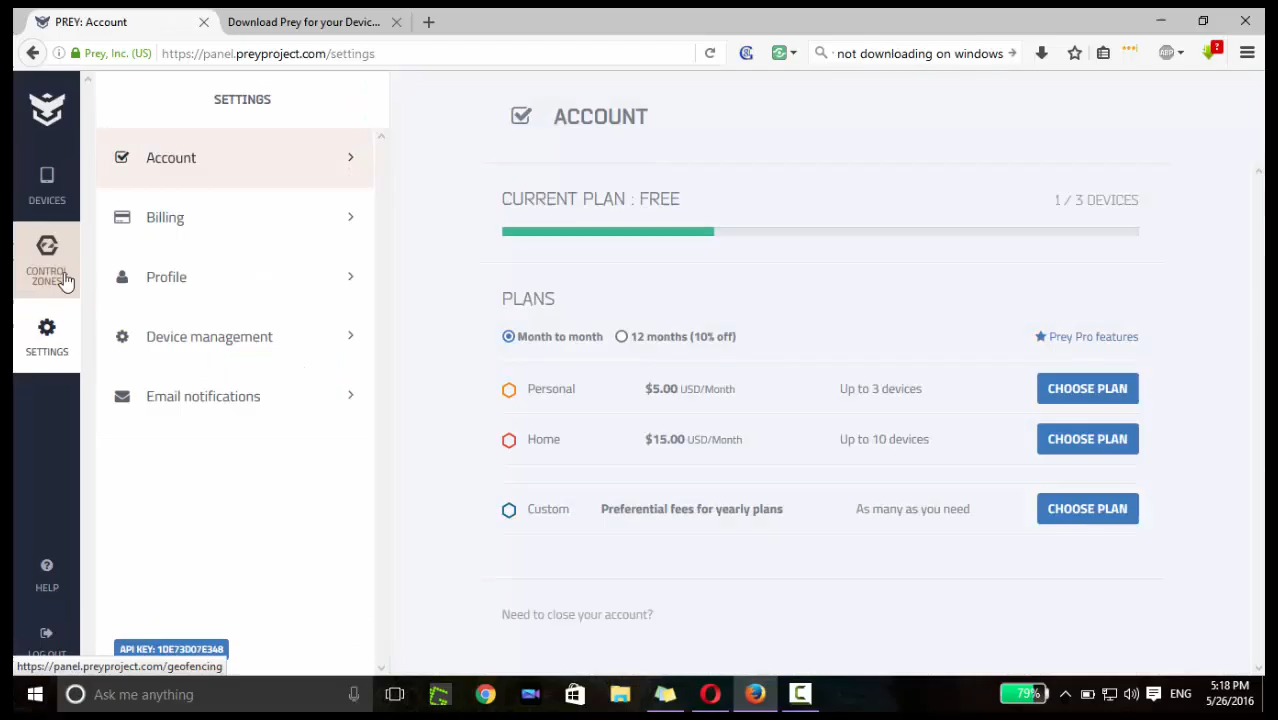 PREY: Account
Download Prey for your Devic...
Prey, Inc. (US)
https://panel.preyproject.com/settings
not downloading on windows
ABP
?
SETTINGS
ACCOUNT
DEVICES
Account
CURRENT PLAN : FREE
1 / 3 DEVICES
Billing
CONTROL
ZONES
Profile
PLANS
SETTINGS
Device management
Month to month
12 months (10% off)
Prey Pro features
Email notifications
Personal
$5.00 USD/Month
Up to 3 devices
CHOOSE PLAN
Home
$15.00 USD/Month
Up to 10 devices
CHOOSE PLAN
Custom
Preferential fees for yearly plans
As many as you need
CHOOSE PLAN
HELP
Need to close your account?
LOG OUT
API KEY: 1DE73D07E348
https://panel.preyproject.com/geofencing
Ask me anything
79%
ENG
5:18 PM
5/26/2016